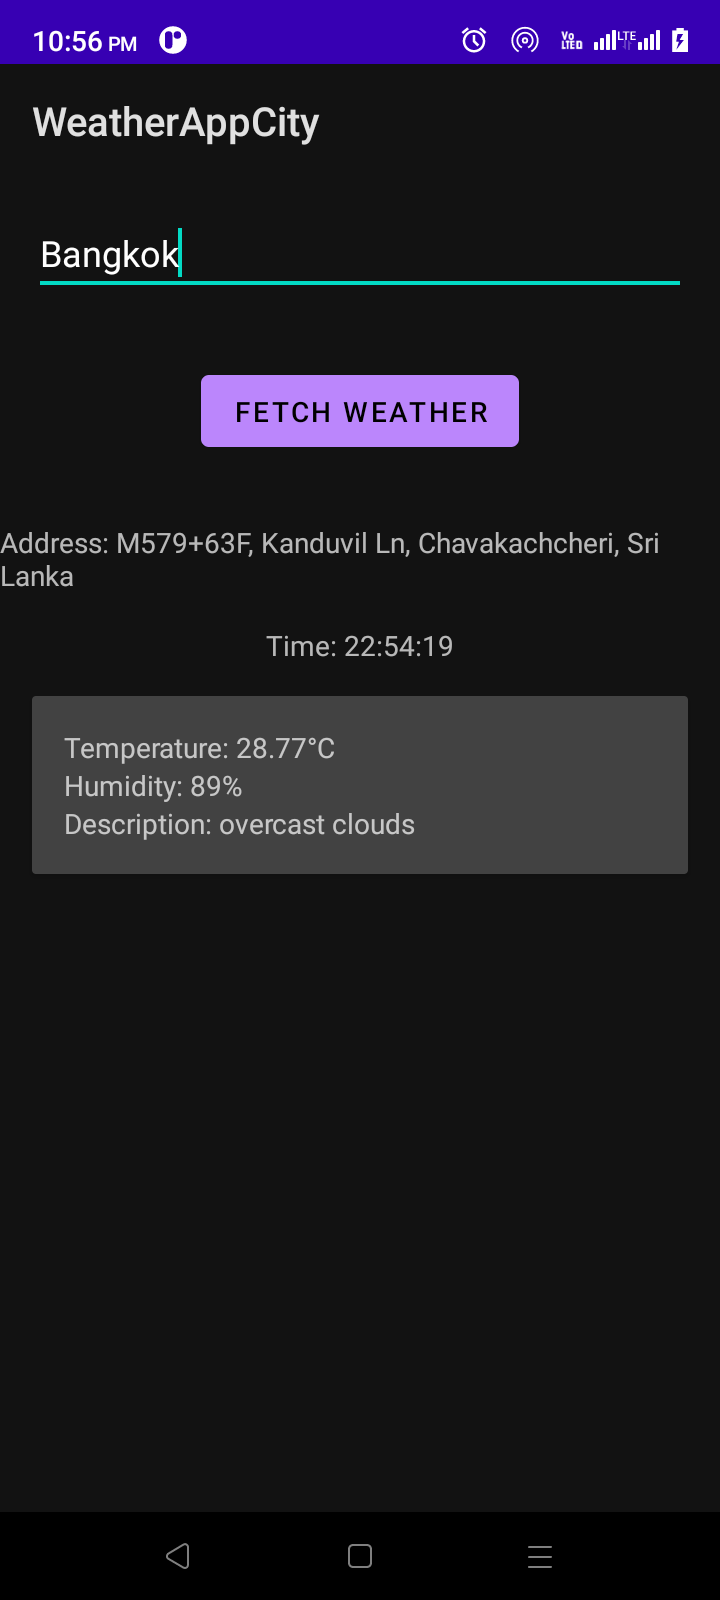 10:56 PM
Vo LTED LTE
WeatherAppCity
Bangkok
FETCH WEATHER
Address: M579+63F, Kanduvil Ln, Chavakachcheri, Sri
Lanka
Time: 22:54:19
Temperature: 28.77°C
Humidity: 89%
Description: overcast clouds